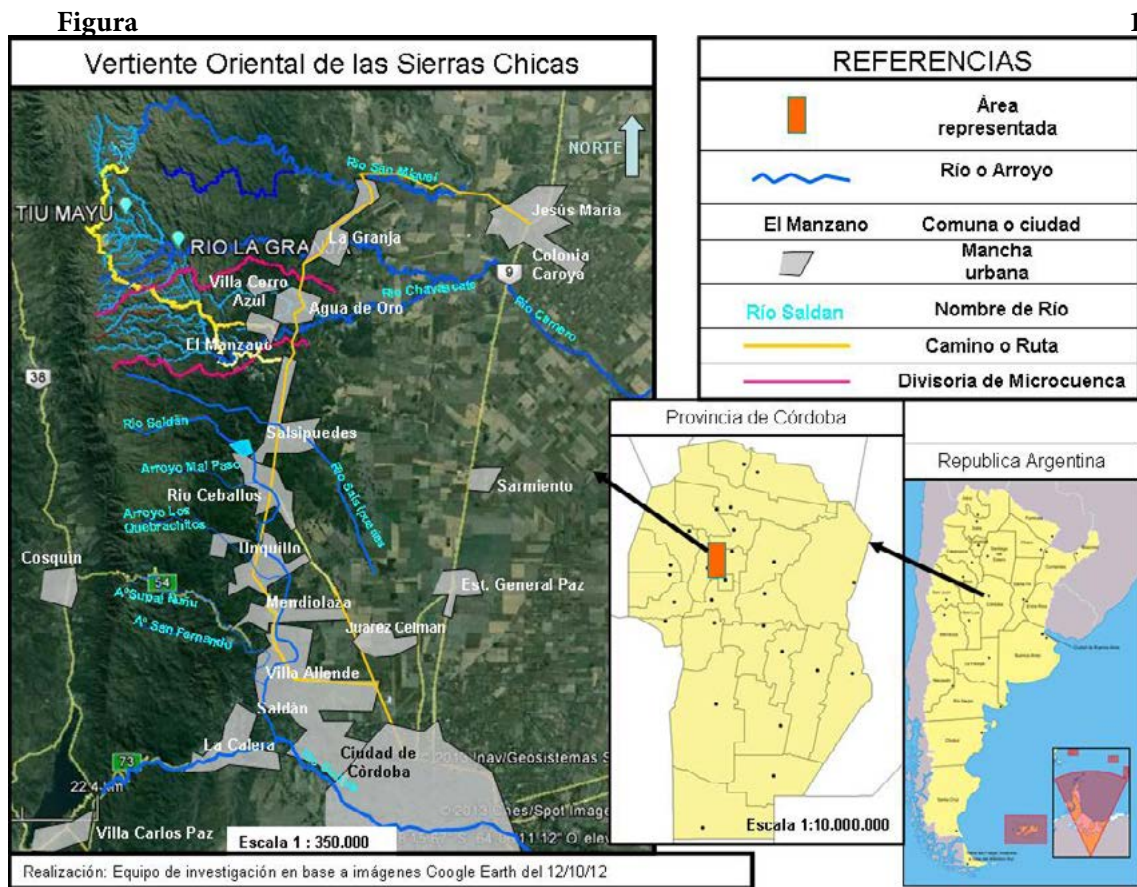 Figura 1
Vertiente Oriental de las Sierras Chicas
NORTE
Río San Miguel
TIU MAYU
Jesús María
RIO LA GRANJA
La Granja
Colonia
Caroya
9
Villa Cerro
Azul
Agua de Oro
Río Chavascate
Río Carnero
El Manzano
38
Río Saldán
Salsipuedes
Arroyo Mal Paso
Río Ceballos
Río Salsipuedes
Sarmiento
Arroyo Los
Quebrachitos
Unquillo
Cosquín
54
Est. General Paz
Mendiolaza
Aº San Fernando
Juarez Celman
Villa Allende
Saldán
La Calera
Ciudad de
Córdoba
73
22.4 km
Villa Carlos Paz
Escala 1 : 350.000
Realización: Equipo de investigación en base a imágenes Google Earth del 12/10/12
REFERENCIAS
Área
representada
Río o Arroyo
El Manzano Comuna o ciudad
Mancha
urbana
Río Saldan Nombre de Río
Camino o Ruta
Divisoria de Microcuenca
Provincia de Córdoba
Escala 1:10.000.000
Republica Argentina